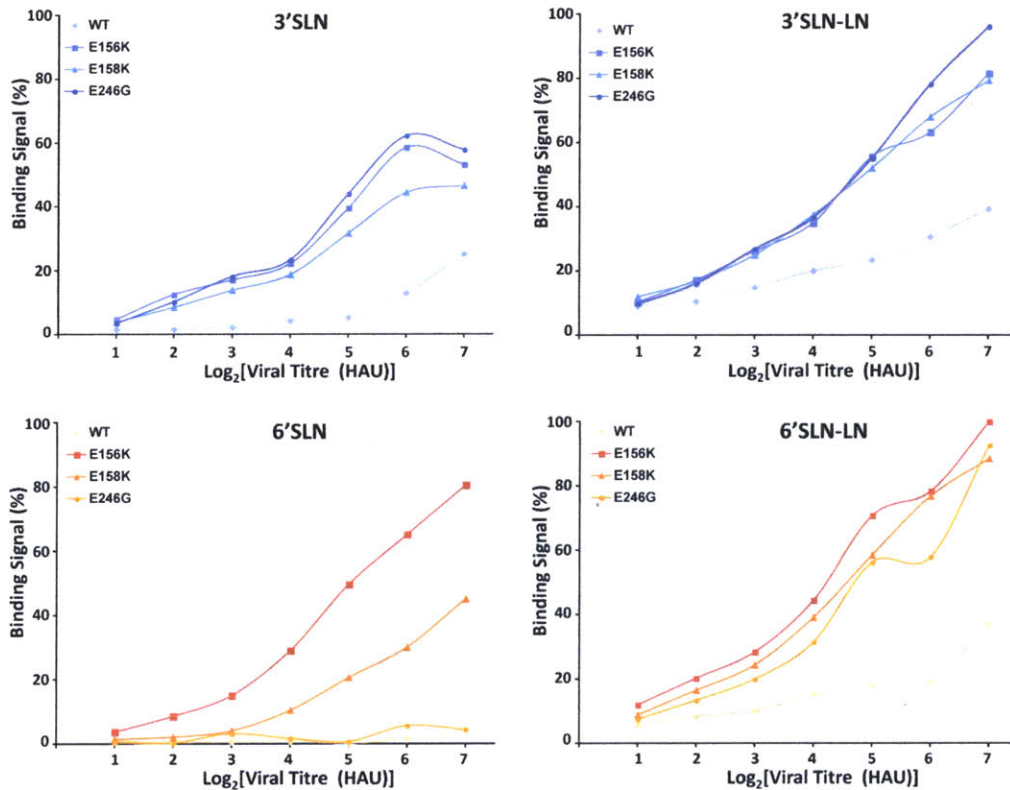 3'SLN
WT
E156K
E158K
E246G
Binding Signal (%)
100
80
60
40
20
0
1 2 3 4 5 6 7
Log2[Viral Titre (HAU)]
3'SLN-LN
WT
E156K
E158K
E246G
Binding Signal (%)
100
80
60
40
20
0
1 2 3 4 5 6 7
Log2[Viral Titre (HAU)]
6'SLN
WT
E156K
E158K
E246G
Binding Signal (%)
100
80
60
40
20
0
1 2 3 4 5 6 7
Log2[Viral Titre (HAU)]
6'SLN-LN
WT
E156K
E158K
E246G
Binding Signal (%)
100
80
60
40
20
0
1 2 3 4 5 6 7
Log2[Viral Titre (HAU)]